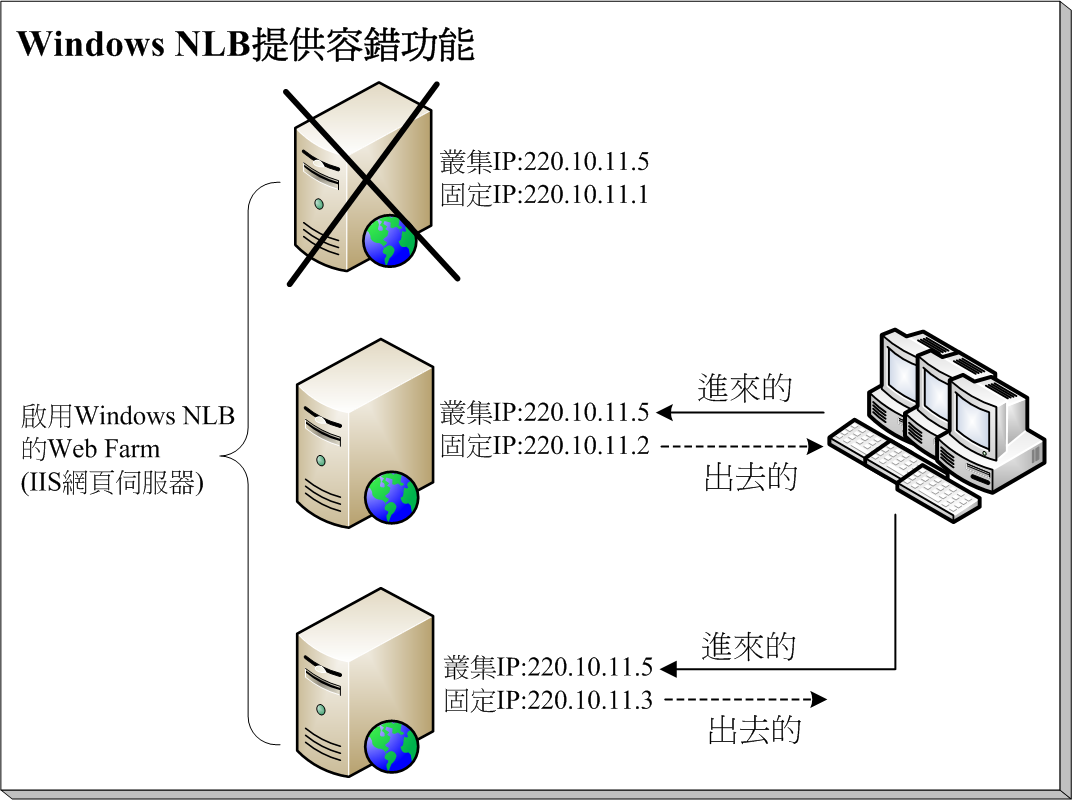 Windows NLB提供容錯功能
叢集IP:220.10.11.5
固定IP:220.10.11.1
啟用Windows NLB
的Web Farm
(IIS網頁伺服器)
叢集IP:220.10.11.5
固定IP:220.10.11.2
進來的
出去的
叢集IP:220.10.11.5
固定IP:220.10.11.3
進來的
出去的